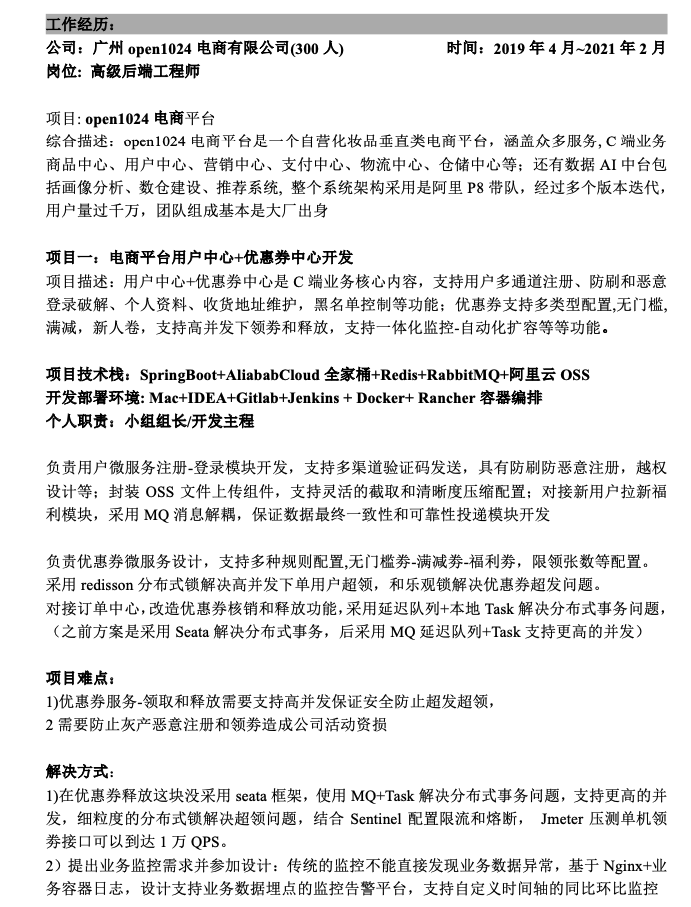 工作经历：
公司：广州 open1024 电商有限公司(300 人) 时间：2019 年 4 月~2021 年 2 月
岗位: 高级后端工程师
项目: open1024 电商平台
综合描述：open1024 电商平台是一个自营化妆品垂直类电商平台，涵盖众多服务, C 端业务
商品中心、用户中心、营销中心、支付中心、物流中心、仓储中心等；还有数据 AI 中台包
括画像分析、数仓建设、推荐系统, 整个系统架构采用是阿里 P8 带队，经过多个版本迭代，
用户量过千万，团队组成基本是大厂出身
项目一：电商平台用户中心+优惠券中心开发
项目描述：用户中心+优惠券中心是 C 端业务核心内容，支持用户多通道注册、防刷和恶意
登录破解、个人资料、收货地址维护，黑名单控制等功能；优惠券支持多类型配置,无门槛,
满减，新人卷，支持高并发下领劵和释放，支持一体化监控-自动化扩容等等功能。
项目技术栈：SpringBoot+AliababCloud 全家桶+Redis+RabbitMQ+阿里云 OSS
开发部署环境: Mac+IDEA+Gitlab+Jenkins + Docker+ Rancher 容器编排
个人职责：小组组长/开发主程
负责用户微服务注册-登录模块开发，支持多渠道验证码发送，具有防刷防恶意注册，越权
设计等；封装 OSS 文件上传组件，支持灵活的截取和清晰度压缩配置；对接新用户拉新福
利模块，采用 MQ 消息解耦，保证数据最终一致性和可靠性投递模块开发
负责优惠券微服务设计，支持多种规则配置,无门槛劵-满减劵-福利劵，限领张数等配置。
采用 redisson 分布式锁解决高并发下单用户超领，和乐观锁解决优惠券超发问题。
对接订单中心，改造优惠券核销和释放功能，采用延迟队列+本地 Task 解决分布式事务问题，
（之前方案是采用 Seata 解决分布式事务，后采用 MQ 延迟队列+Task 支持更高的并发）
项目难点：
1)优惠券服务-领取和释放需要支持高并发保证安全防止超发超领，
2 需要防止灰产恶意注册和领劵造成公司活动资损
解决方式：
1)在优惠券释放这块没采用 seata 框架，使用 MQ+Task 解决分布式事务问题，支持更高的并
发，细粒度的分布式锁解决超领问题，结合 Sentinel 配置限流和熔断， Jmeter 压测单机领
劵接口可以到达 1 万 QPS。
2）提出业务监控需求并参加设计：传统的监控不能直接发现业务数据异常，基于 Nginx+业
务容器日志，设计支持业务数据埋点的监控告警平台，支持自定义时间轴的同比环比监控